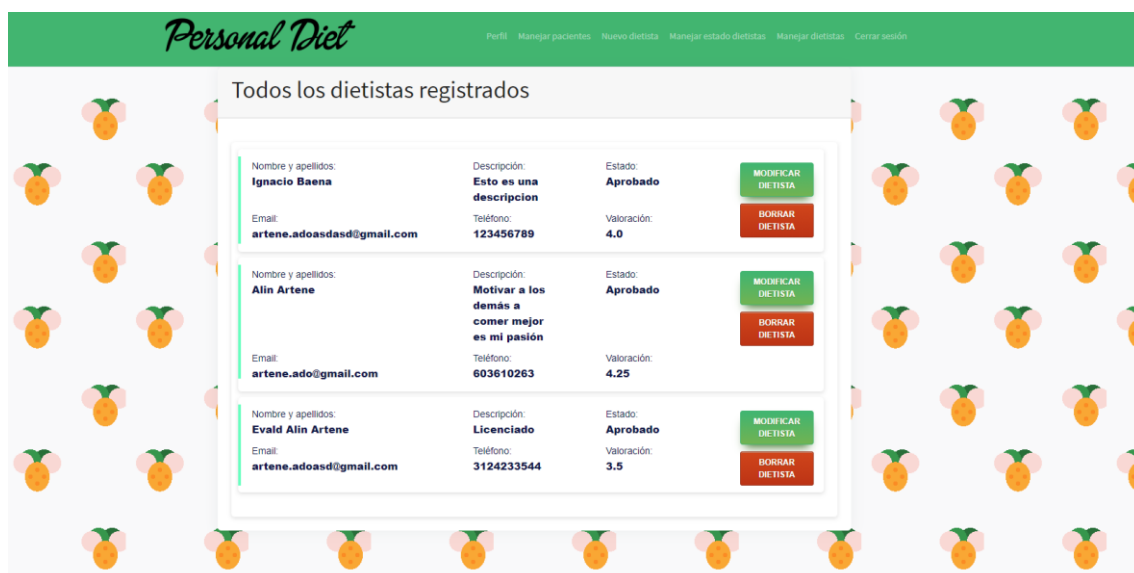 Personal Diet
Perfil Manejar pacientes Nuevo dietista Manejar estado dietistas Manejar dietistas Cerrar sesión
Todos los dietistas registrados
Nombre y apellidos:
Ignacio Baena
Descripción:
Esto es una
descripcion
Estado:
Aprobado
Email:
artene.adoasdasd@gmail.com
Teléfono:
123456789
Valoración:
4.0
MODIFICAR
DIETISTA
BORRAR
DIETISTA
Nombre y apellidos:
Alin Artene
Descripción:
Motivar a los
demás a
comer mejor
es mi pasión
Estado:
Aprobado
Email:
artene.ado@gmail.com
Teléfono:
603610263
Valoración:
4.25
MODIFICAR
DIETISTA
BORRAR
DIETISTA
Nombre y apellidos:
Evald Alin Artene
Descripción:
Licenciado
Estado:
Aprobado
Email:
artene.adoasd@gmail.com
Teléfono:
3124233544
Valoración:
3.5
MODIFICAR
DIETISTA
BORRAR
DIETISTA